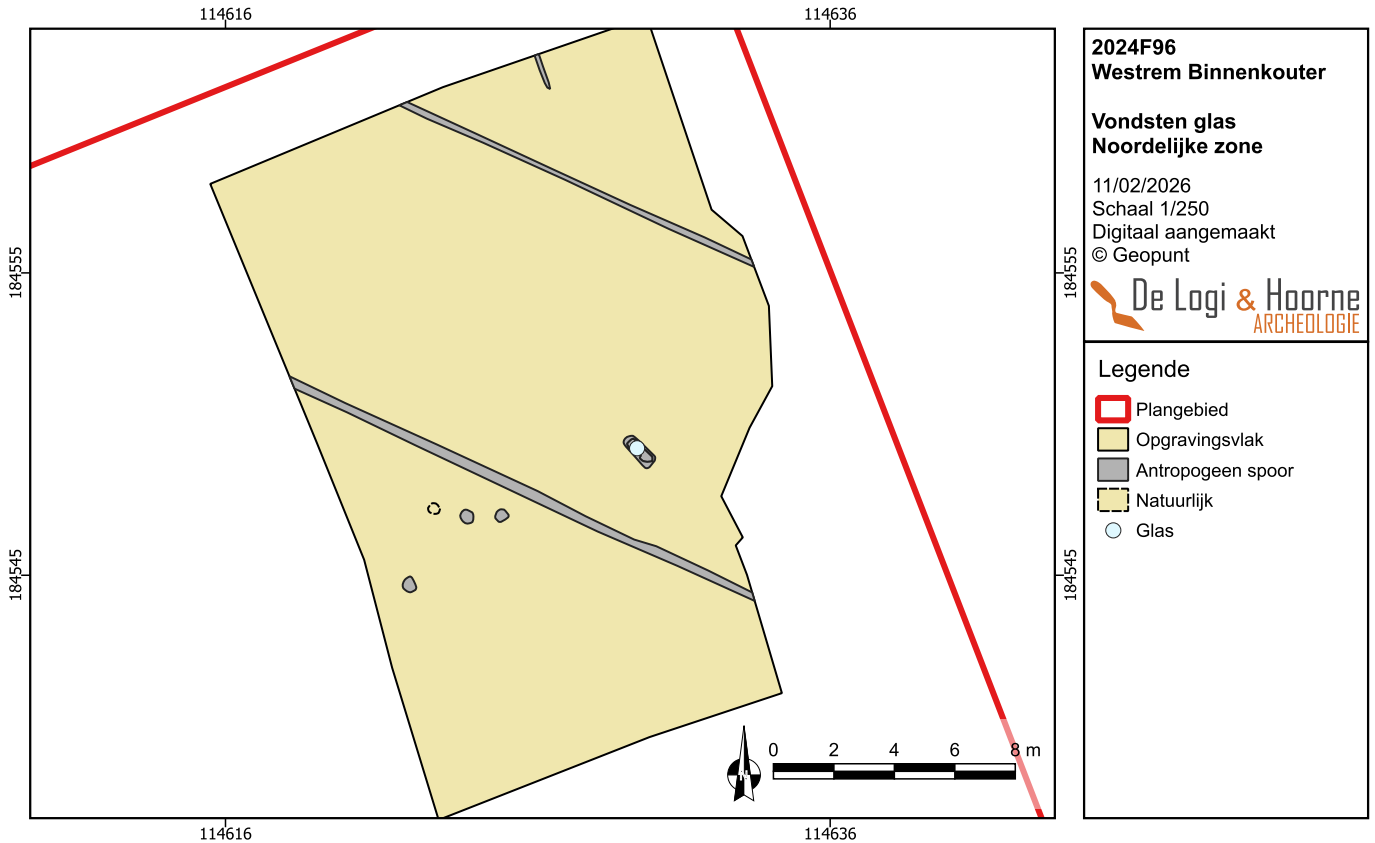 114616
114636
184555
184555
184545
184545
114616
114636
0 2 4 6 8 m
N
2024F96
Westrem Binnenkouter
Vondsten glas
Noordelijke zone
11/02/2026
Schaal 1/250
Digitaal aangemaakt
© Geopunt
De Logi & Hoorne
ARCHEOLOGIE
Legende
Plangebied
Opgravingsvlak
Antropogeen spoor
Natuurlijk
Glas